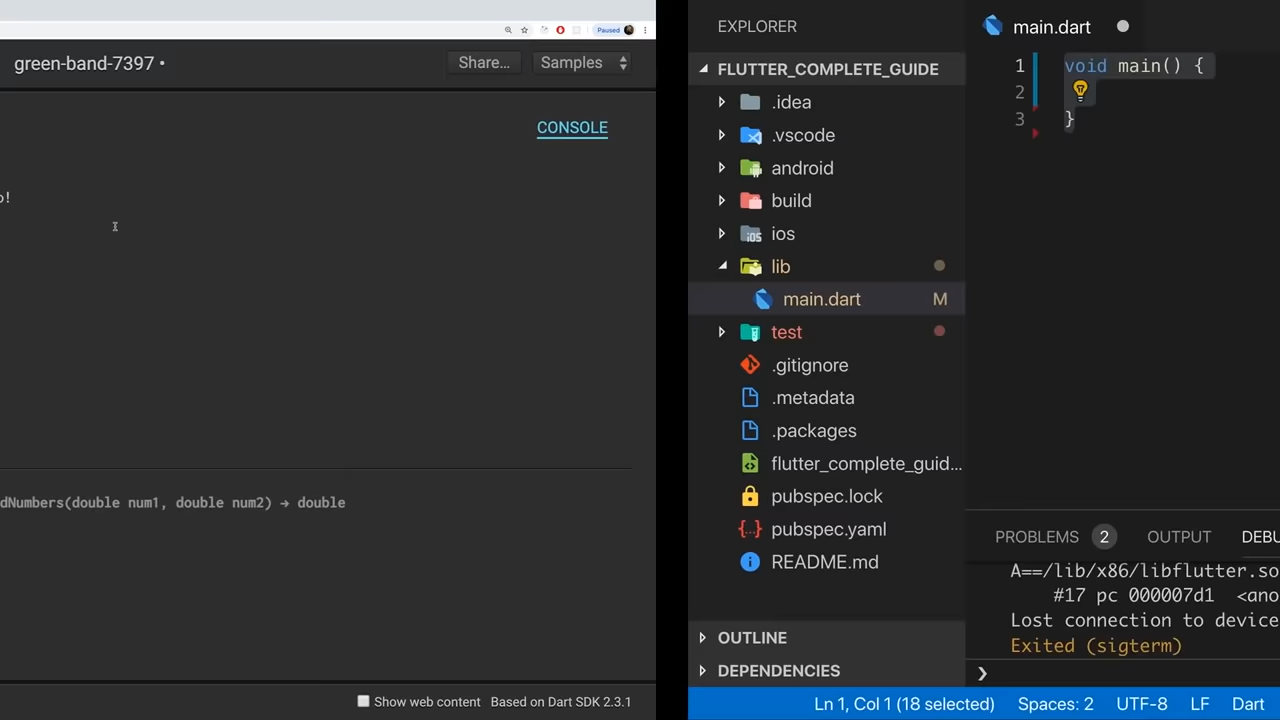 Paused
green-band-7397 •
Share...
Samples
CONSOLE
o!
dNumbers(double num1, double num2) → double
Show web content
Based on Dart SDK 2.3.1
EXPLORER
FLUTTER_COMPLETE_GUIDE
.idea
.vscode
android
build
ios
lib
main.dart M
test
.gitignore
.metadata
.packages
flutter_complete_guid...
pubspec.lock
pubspec.yaml
README.md
OUTLINE
DEPENDENCIES
main.dart
1 void main() {
2
3 }
PROBLEMS 2 OUTPUT DEBU
A==/lib/x86/libflutter.so
#17 pc 000007d1 <ano
Lost connection to device
Exited (sigterm)
❯
Ln 1, Col 1 (18 selected) Spaces: 2 UTF-8 LF Dart